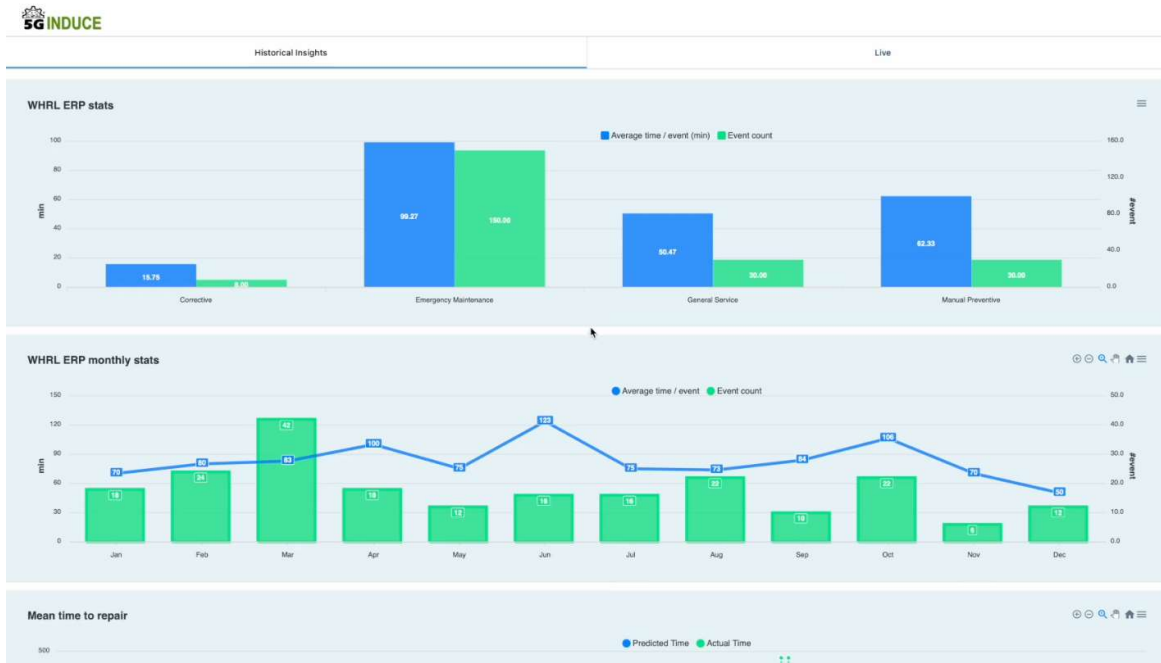 5G INDUCE
Historical Insights
Live
WHRL ERP stats
Average time / event (min) Event count
100
80
60
40
20
0
min
160.0
120.0
80.0
40.0
0.0
#event
15.75
99.27
150.00
50.47
30.00
62.33
30.00
Corrective
Emergency Maintenance
General Service
Manual Preventive
WHRL ERP monthly stats
Average time / event Event count
150
120
90
60
30
0
min
50.0
40.0
30.0
20.0
10.0
0.0
#event
70 80 83 100 75 123 75 73 84 106 70 50
18 24 42 18 12 16 16 22 10 22 6 12
Jan Feb Mar Apr May Jun Jul Aug Sep Oct Nov Dec
Mean time to repair
Predicted Time Actual Time
500